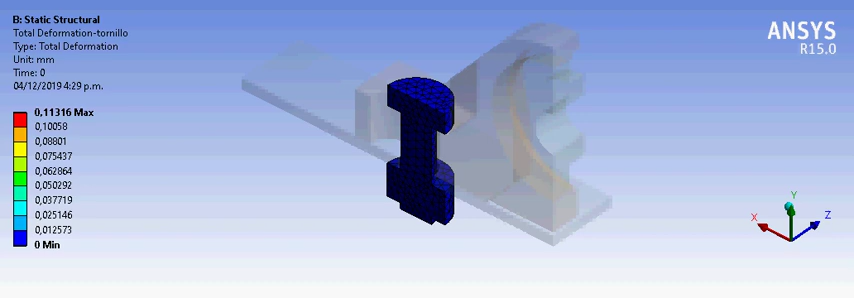 B: Static Structural
Total Deformation-tornillo
Type: Total Deformation
Unit: mm
Time: 0
04/12/2019 4:29 p.m.
ANSYS
R15.0
0,11316 Max
0,10058
0,08801
0,075437
0,062864
0,050292
0,037719
0,025146
0,012573
0 Min
Y
X
Z